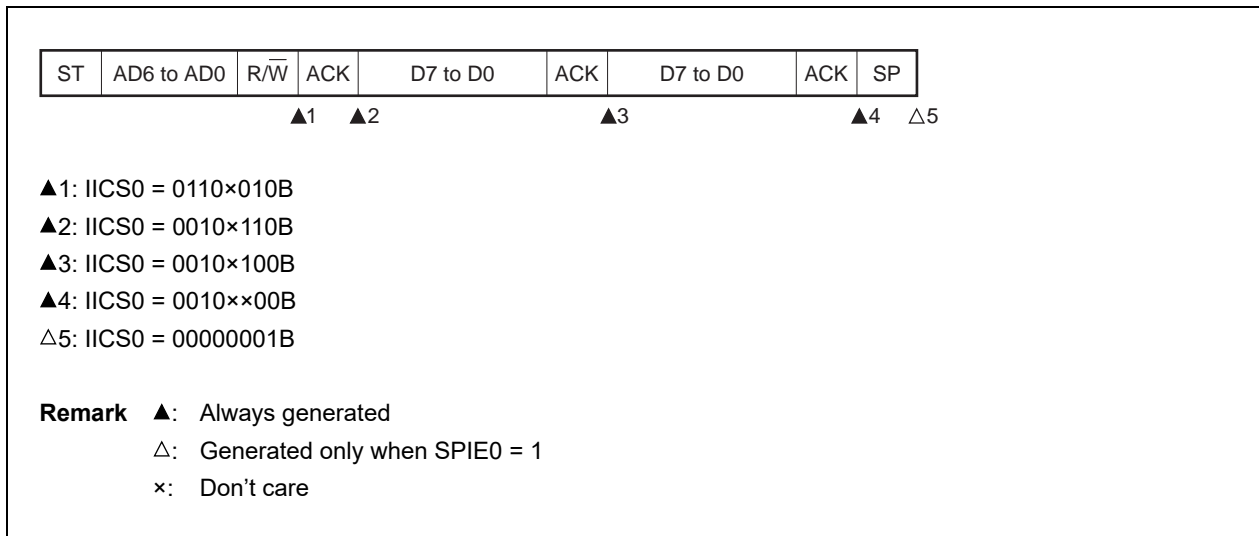 ST AD6 to AD0 R/W̅ ACK D7 to D0 ACK D7 to D0 ACK SP
▲1 ▲2 ▲3 ▲4 △5
▲1: IICS0 = 0110×010B
▲2: IICS0 = 0010×110B
▲3: IICS0 = 0010×100B
▲4: IICS0 = 0010××00B
△5: IICS0 = 00000001B
Remark ▲: Always generated
△: Generated only when SPIE0 = 1
×: Don’t care